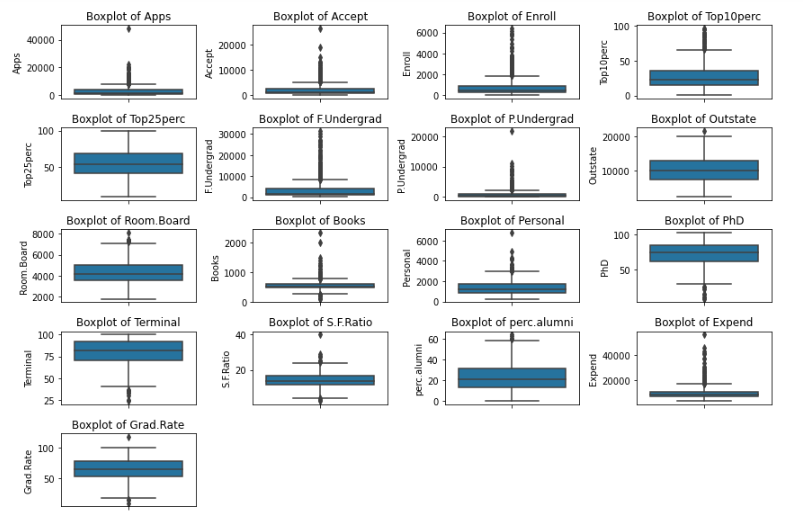 Boxplot of Apps
Apps
40000
20000
0
Boxplot of Accept
Accept
20000
10000
0
Boxplot of Enroll
Enroll
6000
4000
2000
0
Boxplot of Top10perc
Top10perc
100
50
0
Boxplot of Top25perc
Top25perc
100
50
Boxplot of F.Undergrad
F.Undergrad
30000
20000
10000
0
Boxplot of P.Undergrad
P.Undergrad
20000
10000
0
Boxplot of Outstate
Outstate
20000
10000
Boxplot of Room.Board
Room.Board
8000
6000
4000
2000
Boxplot of Books
Books
2000
1000
0
Boxplot of Personal
Personal
6000
4000
2000
0
Boxplot of PhD
PhD
100
50
Boxplot of Terminal
Terminal
100
75
50
25
Boxplot of S.F.Ratio
S.F.Ratio
40
20
0
Boxplot of perc.alumni
perc.alumni
60
40
20
0
Boxplot of Expend
Expend
40000
20000
Boxplot of Grad.Rate
Grad.Rate
100
50